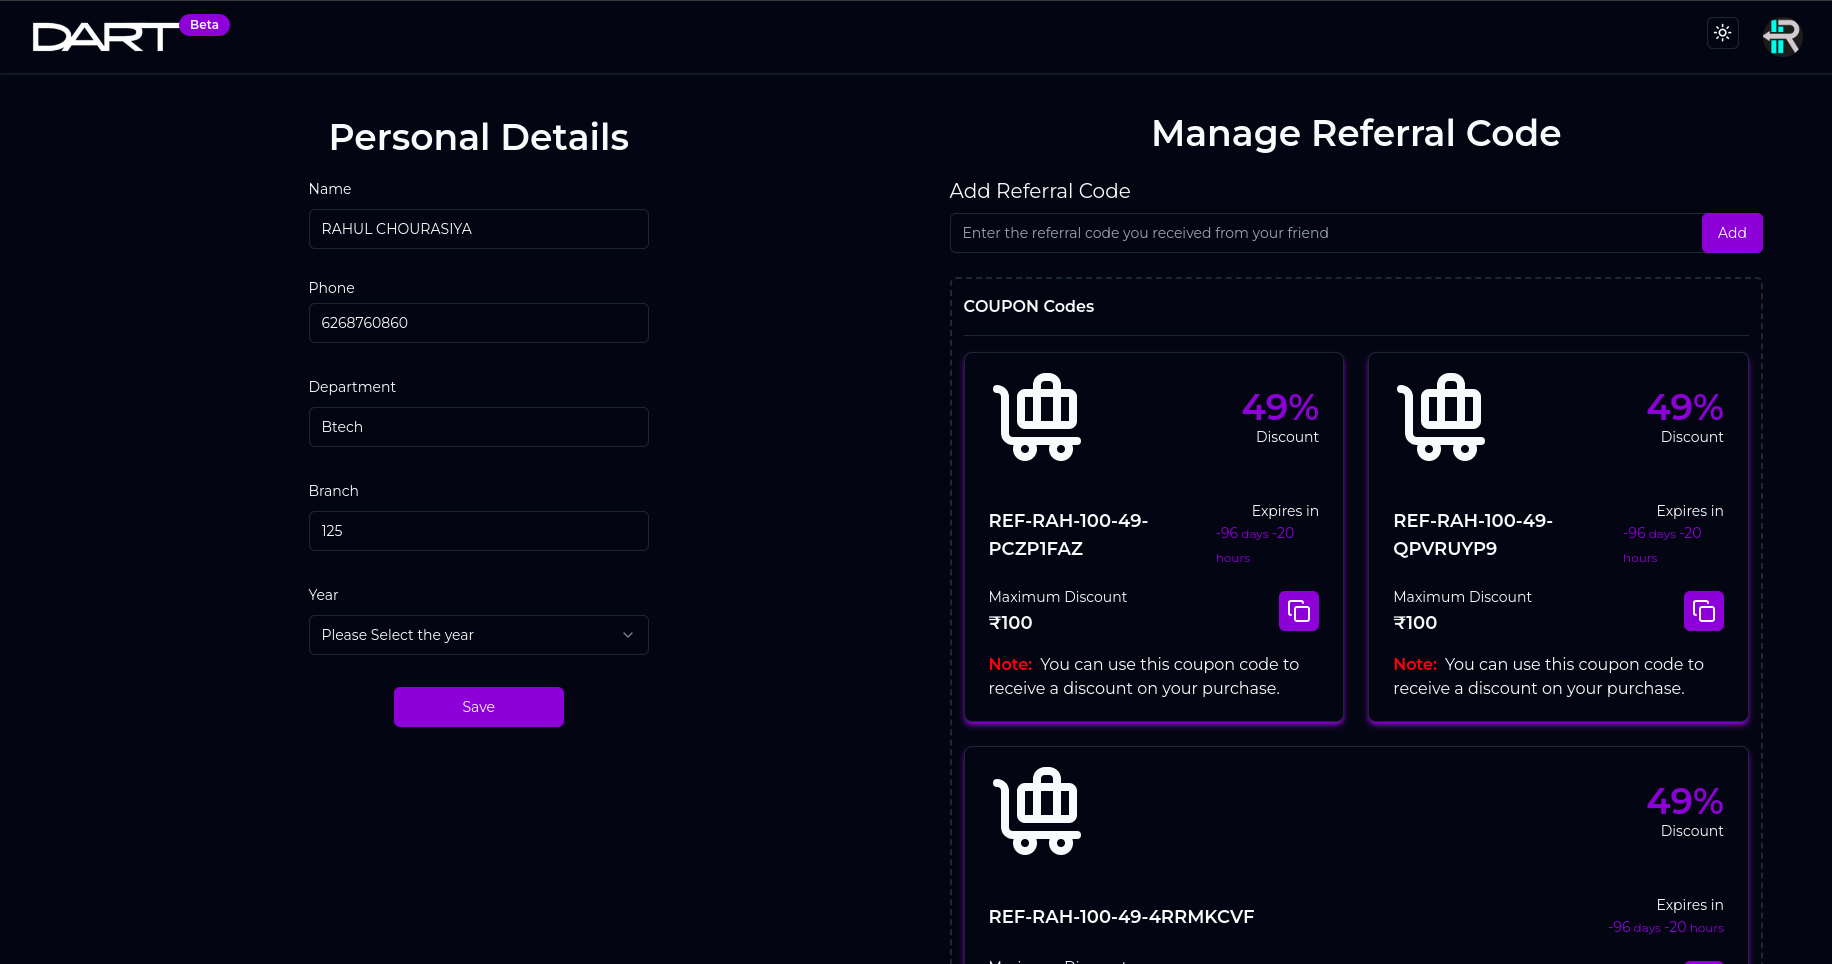 DART
Beta
Personal Details
Name
RAHUL CHOURASIYA
Phone
6268760860
Department
Btech
Branch
125
Year
Please Select the year
Save
Manage Referral Code
Add Referral Code
Enter the referral code you received from your friend
Add
COUPON Codes
49%
Discount
REF-RAH-100-49-
PCZP1FAZ
Expires in
-96 days -20
hours
Maximum Discount
₹100
Note: You can use this coupon code to
receive a discount on your purchase.
49%
Discount
REF-RAH-100-49-
QPVRUYP9
Expires in
-96 days -20
hours
Maximum Discount
₹100
Note: You can use this coupon code to
receive a discount on your purchase.
49%
Discount
REF-RAH-100-49-4RRMKCVF
Expires in
-96 days -20 hours